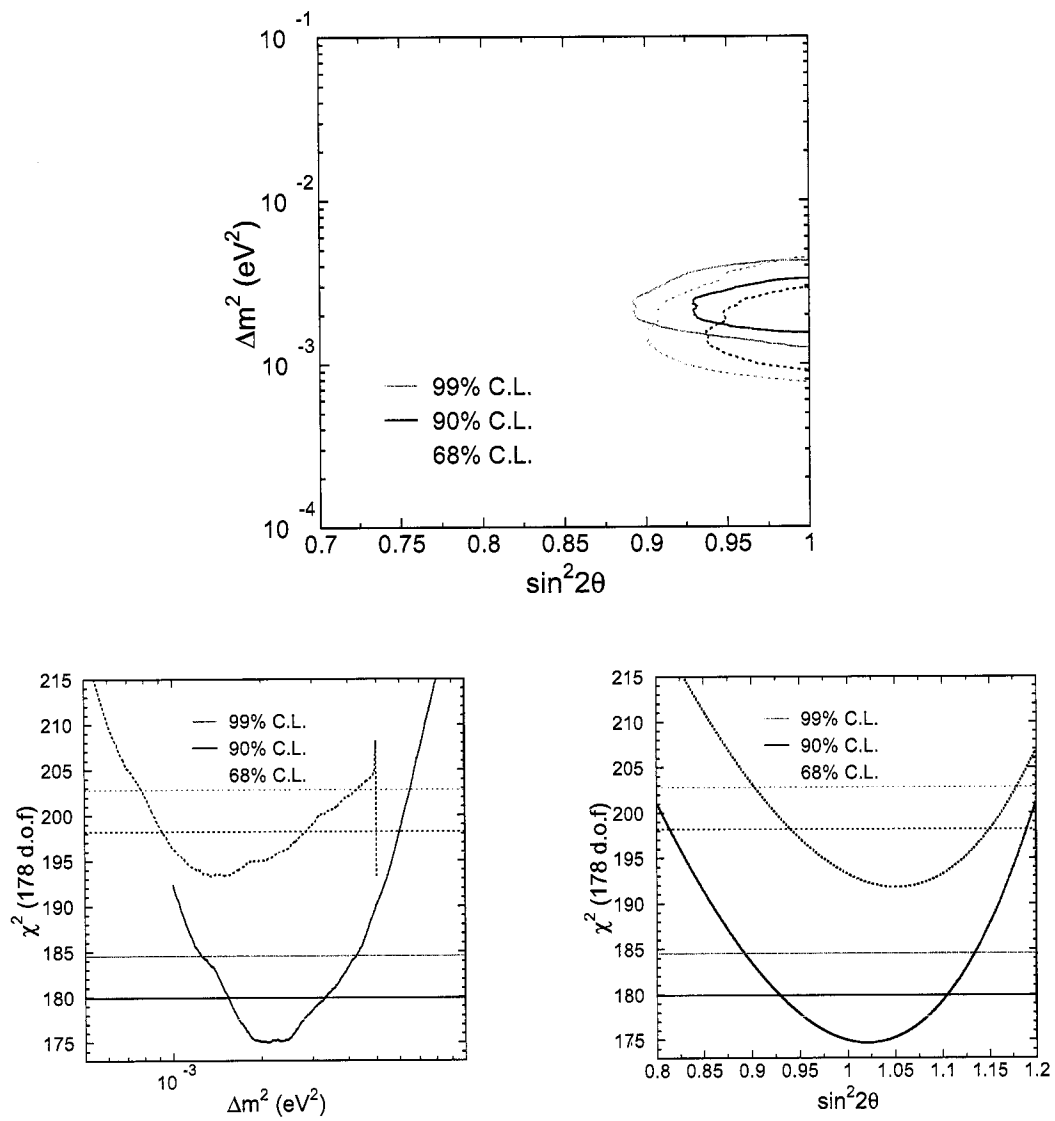 10⁻¹
10⁻²
10⁻³
10⁻⁴
Δm² (eV²)
99% C.L.
90% C.L.
68% C.L.
0.7 0.75 0.8 0.85 0.9 0.95 1
sin²2θ
215
210
205
200
195
190
185
180
175
χ² (178 d.o.f)
99% C.L.
90% C.L.
68% C.L.
10⁻³
Δm² (eV²)
215
210
205
200
195
190
185
180
175
χ² (178 d.o.f)
99% C.L.
90% C.L.
68% C.L.
0.8 0.85 0.9 0.95 1 1.05 1.1 1.15 1.2
sin²2θ